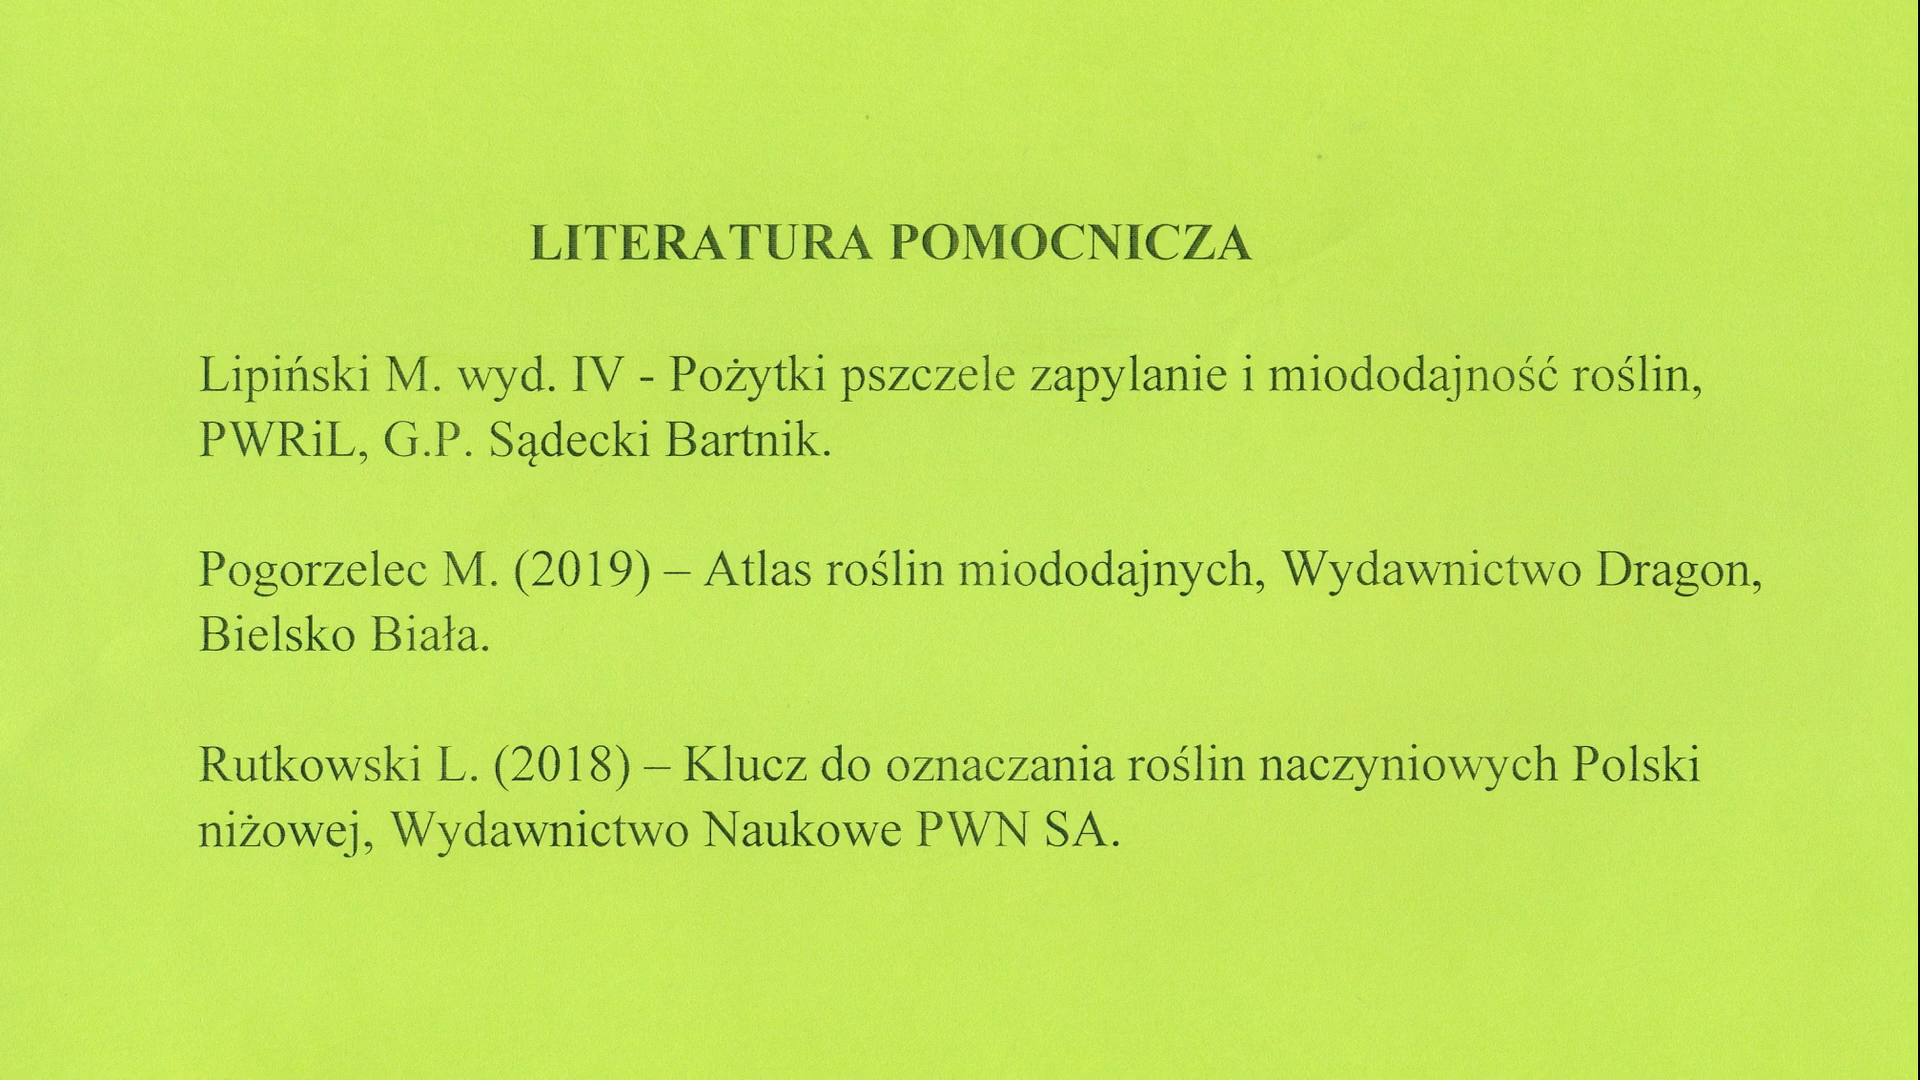 LITERATURA POMOCNICZA
Lipiński M. wyd. IV - Pożytki pszczele zapylanie i miododajność roślin,
PWRiL, G.P. Sądecki Bartnik.
Pogorzelec M. (2019) – Atlas roślin miododajnych, Wydawnictwo Dragon,
Bielsko Biała.
Rutkowski L. (2018) – Klucz do oznaczania roślin naczyniowych Polski
niżowej, Wydawnictwo Naukowe PWN SA.